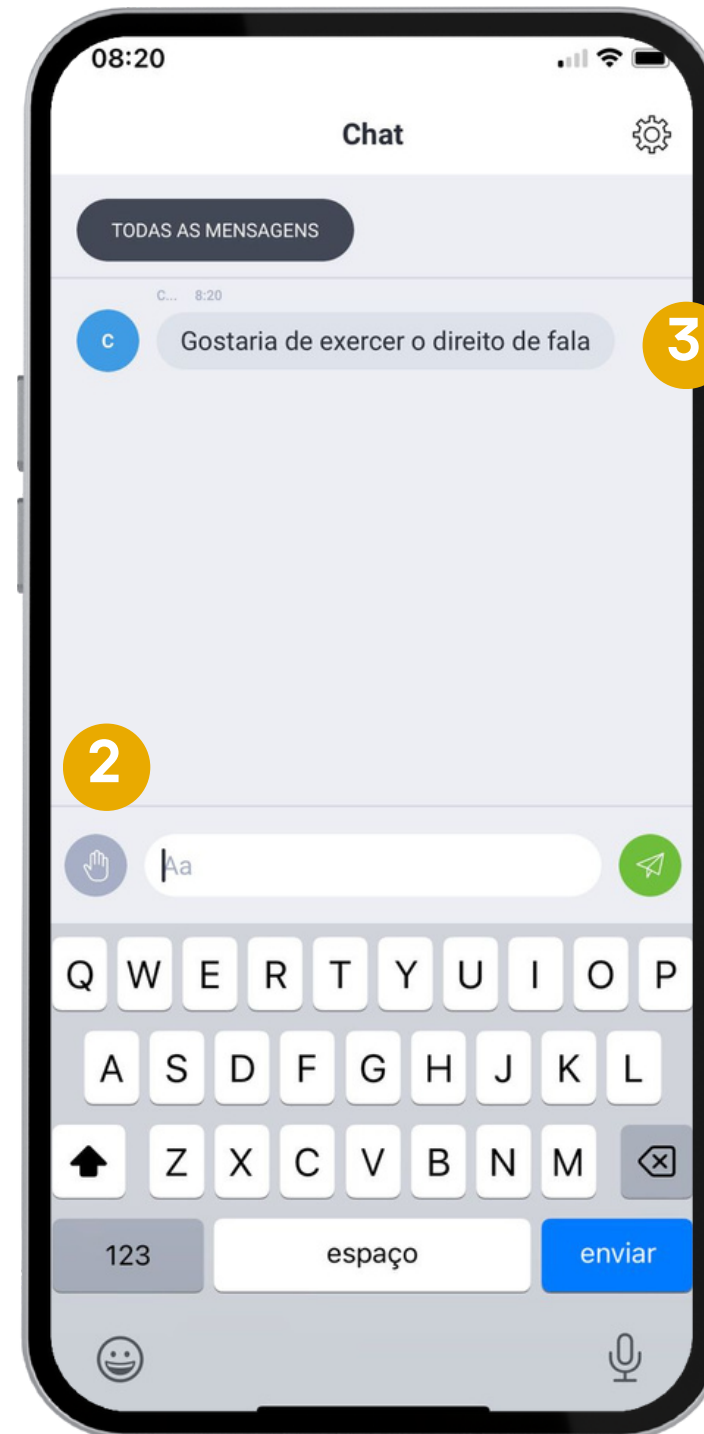 08:20
Chat
TODAS AS MENSAGENS
C... 8:20
C
Gostaria de exercer o direito de fala
3
2
Aa
Q W E R T Y U I O P
A S D F G H J K L
Z X C V B N M
123 espaço enviar